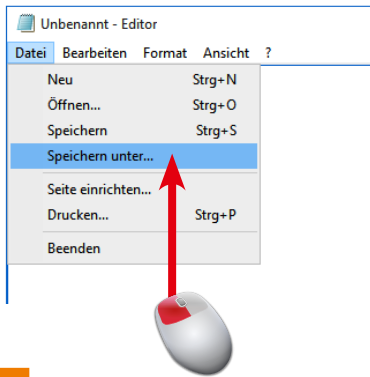 Unbenannt - Editor
Datei Bearbeiten Format Ansicht ?
Neu Strg+N
Öffnen... Strg+O
Speichern Strg+S
Speichern unter...
Seite einrichten...
Drucken... Strg+P
Beenden